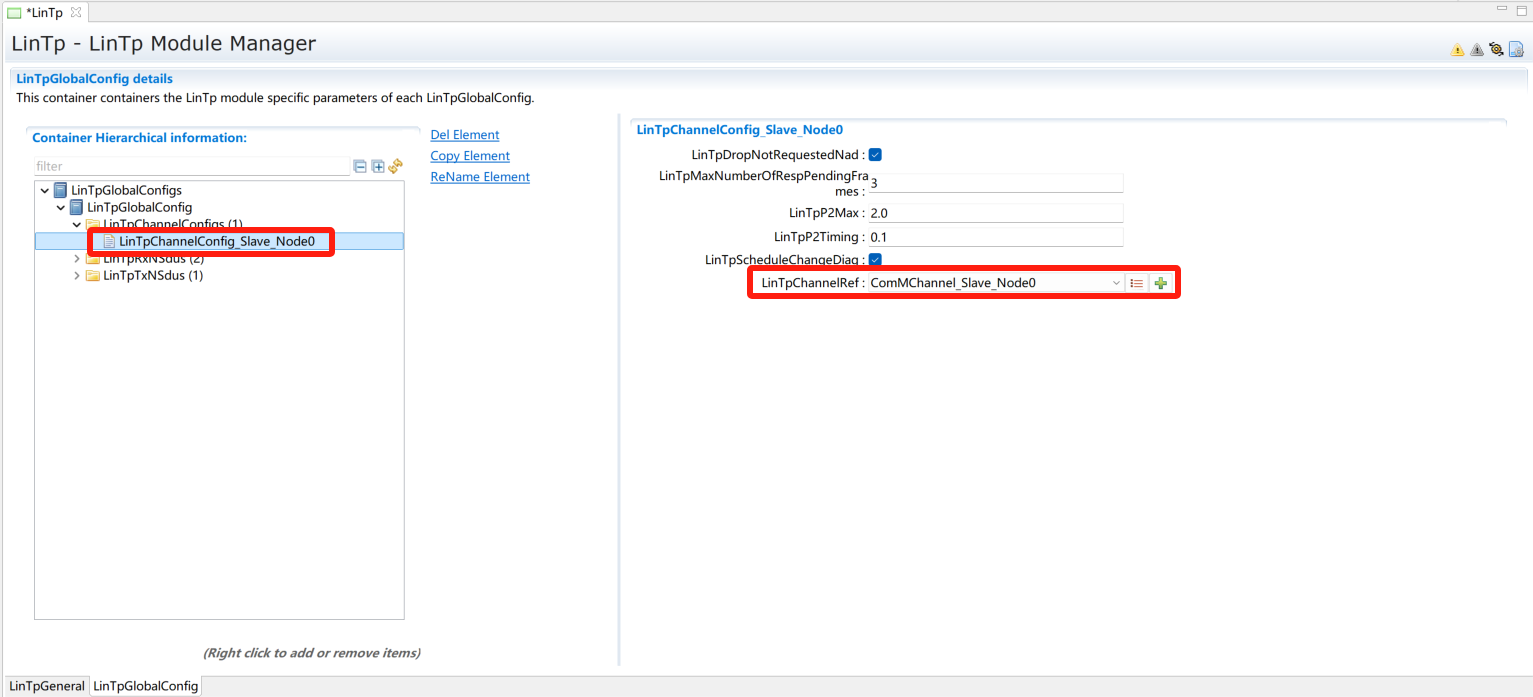 *LinTp
LinTp - LinTp Module Manager
LinTpGlobalConfig details
This container containers the LinTp module specific parameters of each LinTpGlobalConfig.
Container Hierarchical information:
filter
LinTpGlobalConfigs
LinTpGlobalConfig
LinTpChannelConfigs (1)
LinTpChannelConfig_Slave_Node0
LinTpRxNSdus (2)
LinTpTxNSdus (1)
(Right click to add or remove items)
Del Element
Copy Element
ReName Element
LinTpChannelConfig_Slave_Node0
LinTpDropNotRequestedNad :
LinTpMaxNumberOfRespPendingFra
mes : 3
LinTpP2Max : 2.0
LinTpP2Timing : 0.1
LinTpScheduleChangeDiag :
LinTpChannelRef : ComMChannel_Slave_Node0
LinTpGeneral LinTpGlobalConfig